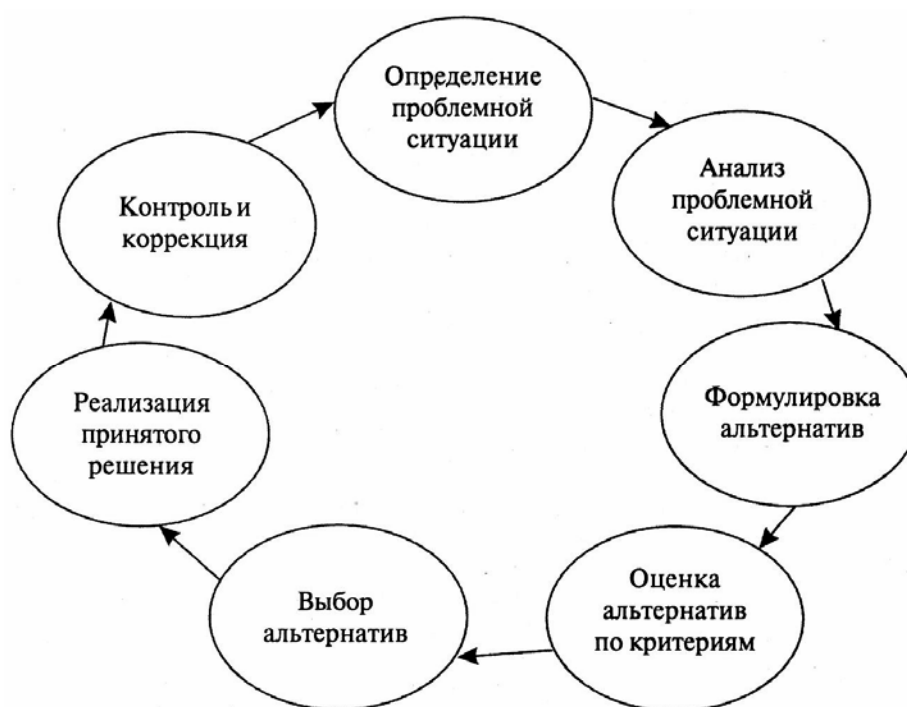 Определение
проблемной
ситуации
Анализ
проблемной
ситуации
Формулировка
альтернатив
Оценка
альтернатив
по критериям
Выбор
альтернатив
Реализация
принятого
решения
Контроль и
коррекция